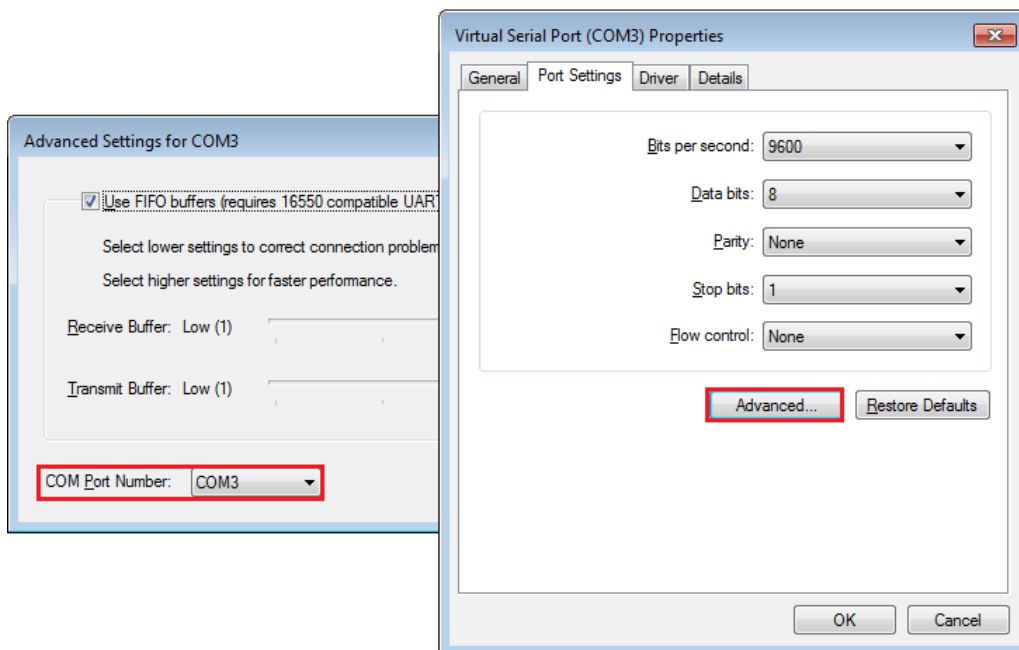 Advanced Settings for COM3
Use FIFO buffers (requires 16550 compatible UART
Select lower settings to correct connection problem
Select higher settings for faster performance.
Receive Buffer: Low (1)
Transmit Buffer: Low (1)
COM Port Number: COM3
Virtual Serial Port (COM3) Properties
General Port Settings Driver Details
Bits per second: 9600
Data bits: 8
Parity: None
Stop bits: 1
Flow control: None
Advanced... Restore Defaults
OK Cancel